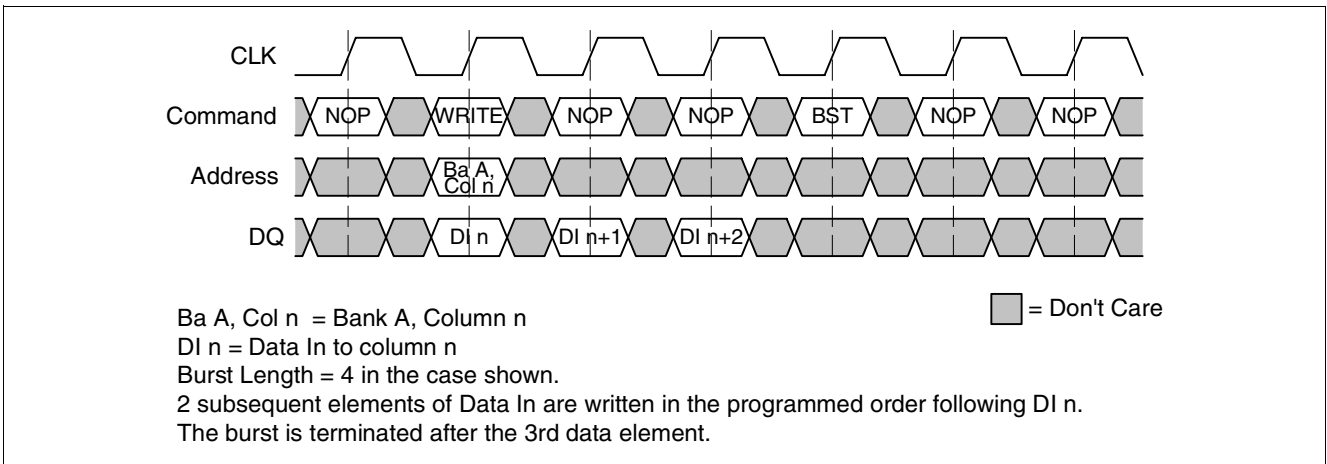 CLK
Command NOP WRITE NOP NOP BST NOP NOP
Address Ba A,
Col n
DQ DI n DI n+1 DI n+2
= Don't Care
Ba A, Col n = Bank A, Column n
DI n = Data In to column n
Burst Length = 4 in the case shown.
2 subsequent elements of Data In are written in the programmed order following DI n.
The burst is terminated after the 3rd data element.